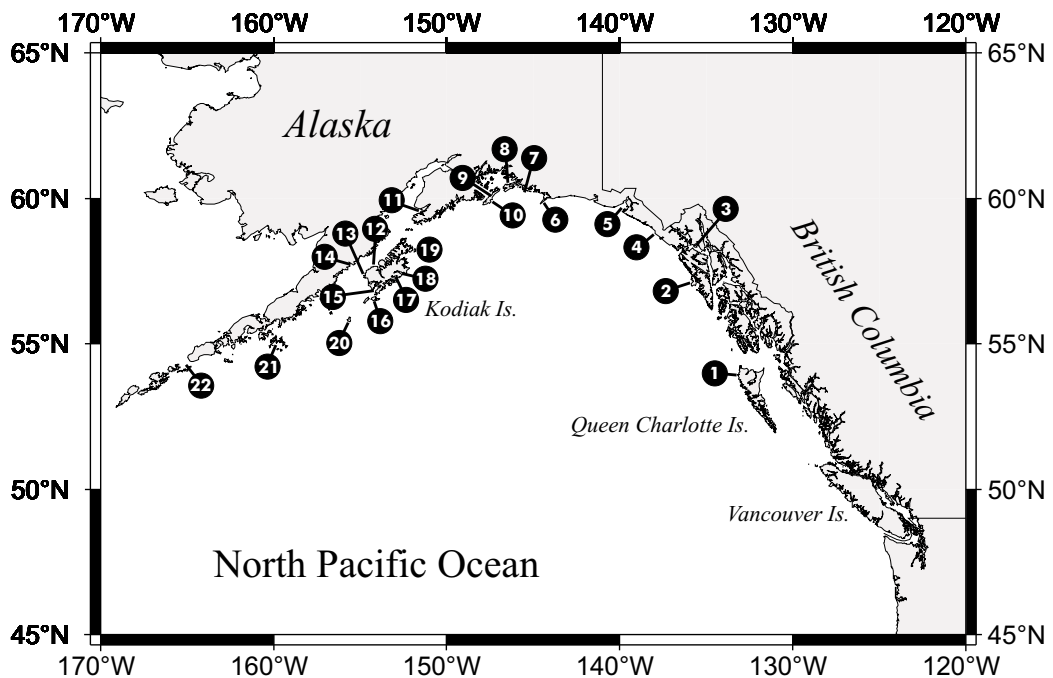 170°W 160°W 150°W 140°W 130°W 120°W
65°N 65°N
Alaska
8 7
9
60°N 60°N
11 10 6 3
5
13 12 4
14 19
18
15 17 2
Kodiak Is.
16
55°N 55°N
20
21
22
1
British Columbia
Queen Charlotte Is.
50°N 50°N
Vancouver Is.
North Pacific Ocean
45°N 45°N
170°W 160°W 150°W 140°W 130°W 120°W